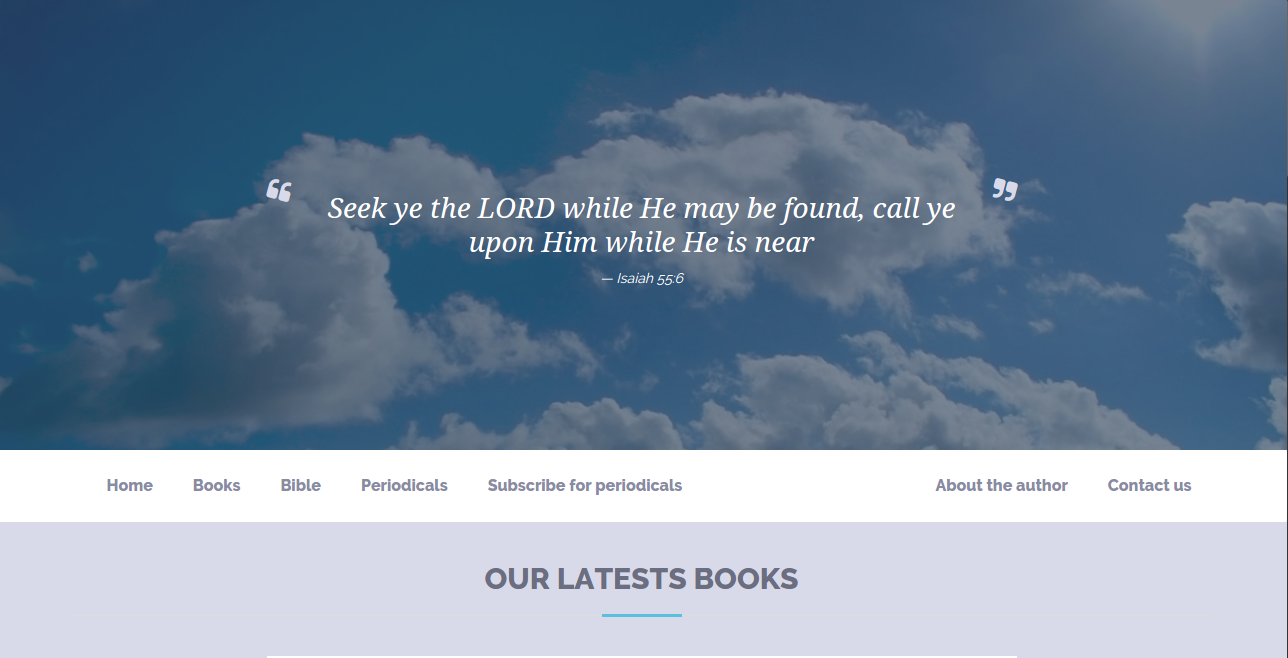 “ Seek ye the LORD while He may be found, call ye ”
upon Him while He is near
— Isaiah 55:6
Home Books Bible Periodicals Subscribe for periodicals About the author Contact us
OUR LATESTS BOOKS